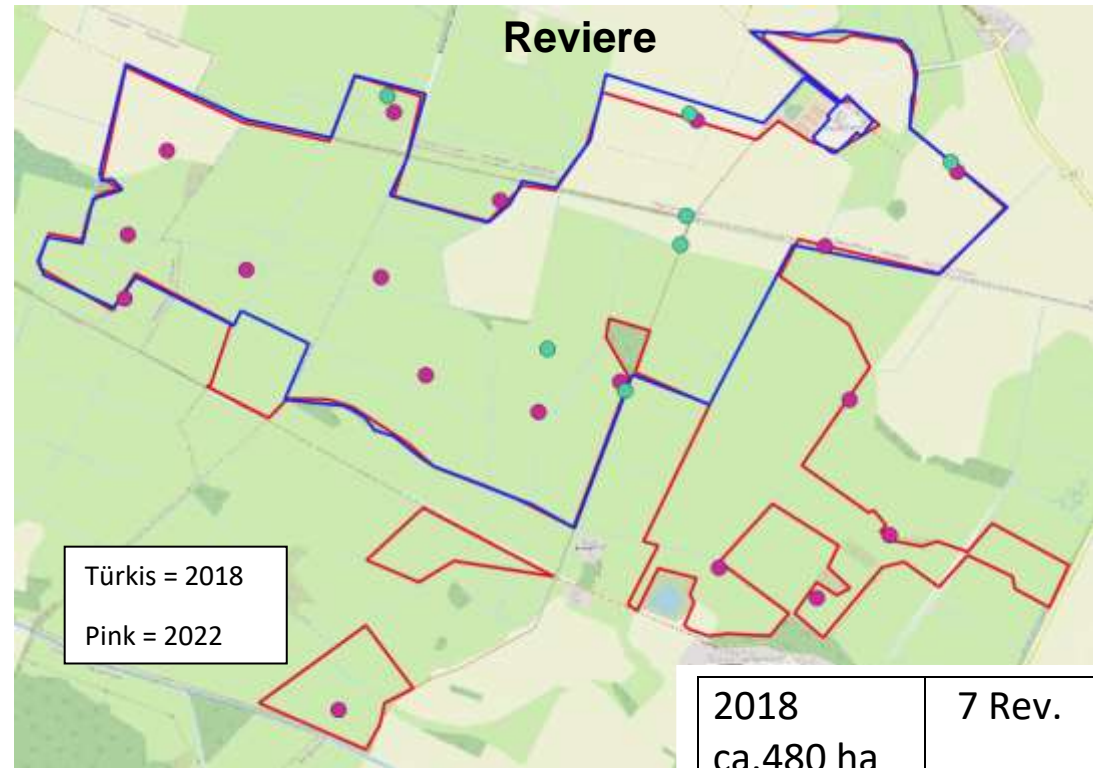 Reviere
Türkis = 2018
Pink = 2022
2018 7 Rev.
ca.480 ha